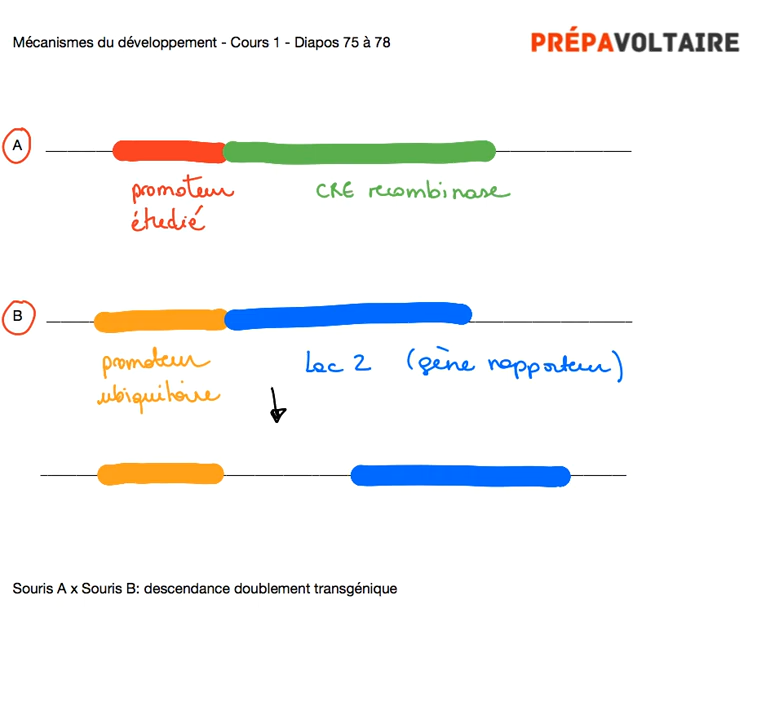 Mécanismes du développement - Cours 1 - Diapos 75 à 78
PRÉPAVOLTAIRE
A
promoteur
étudié
CRE recombinase
B
promoteur
ubiquitaire
Lac Z (gène rapporteur)
Souris A x Souris B: descendance doublement transgénique